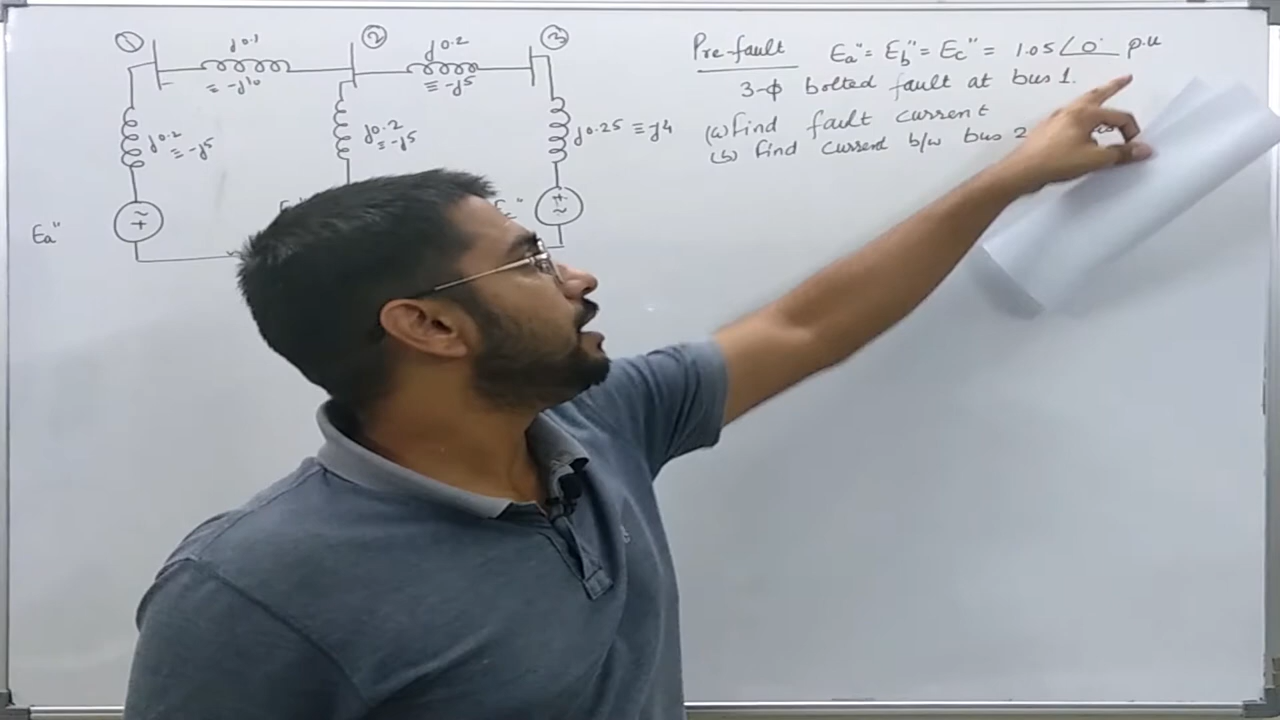 ① j0.1 ② j0.2 ③
≡ -j10 ≡ -j5
j0.2 ≡ -j5
j0.2 ≡ -j5
j0.25 ≡ -j4
Ea"
Pre-fault Ea" = Eb" = Ec" = 1.05∠0° p.u
3-ϕ bolted fault at bus 1.
(a) Find fault current
(b) Find current b/w bus 2